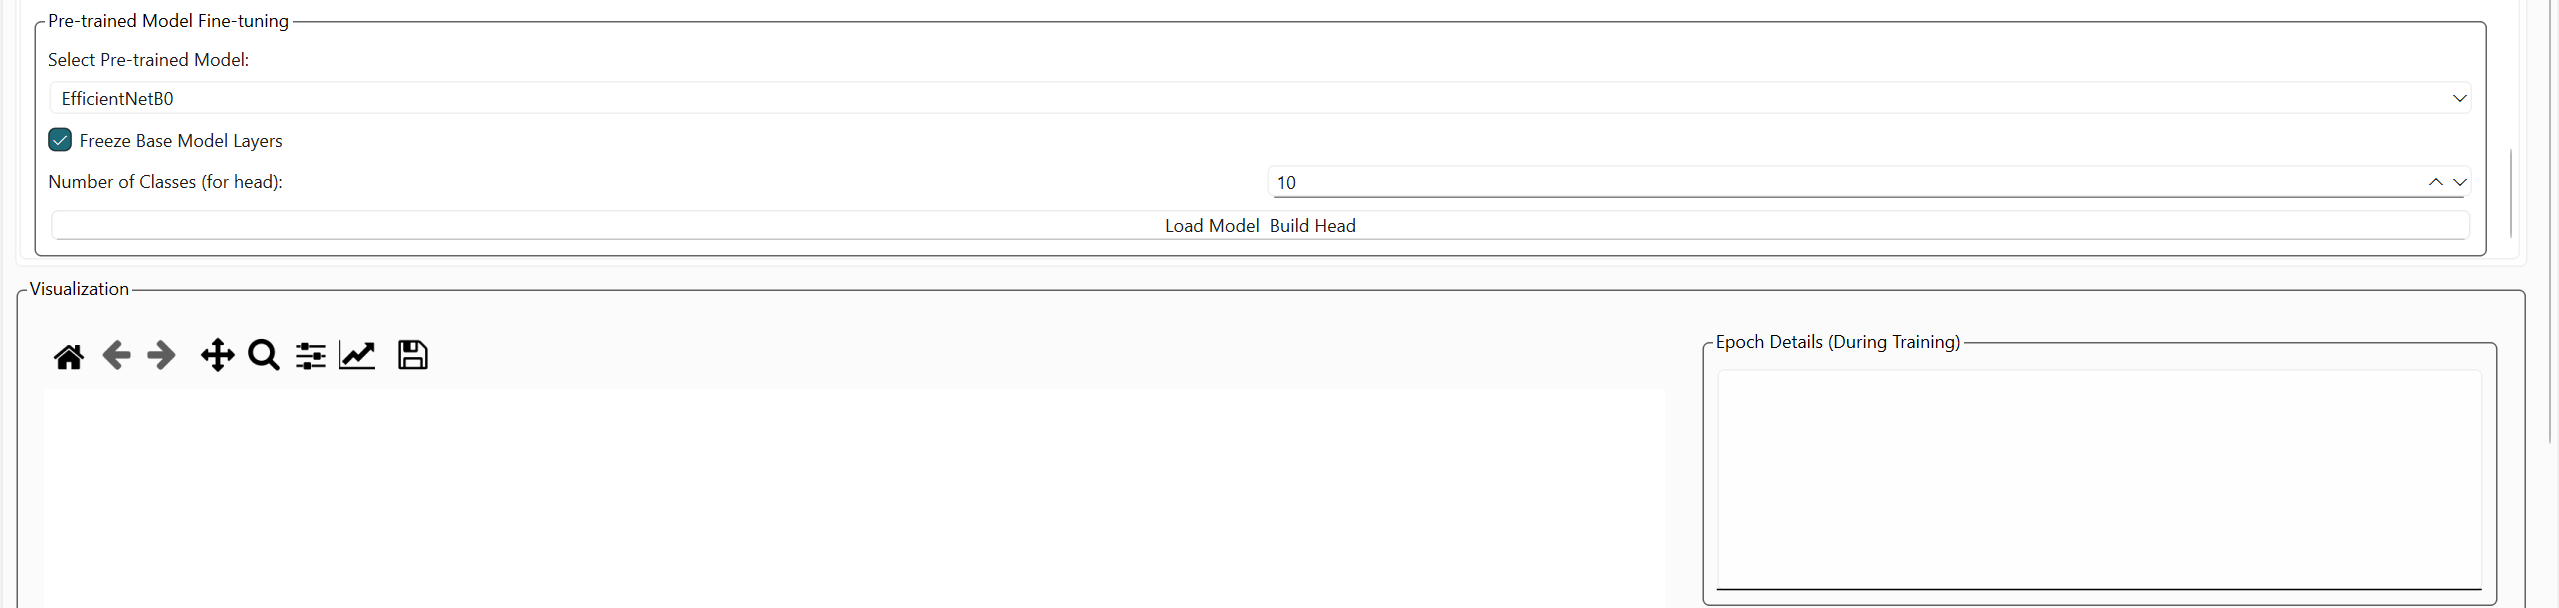 Pre-trained Model Fine-tuning
Select Pre-trained Model:
EfficientNetB0
Freeze Base Model Layers
Number of Classes (for head):
10
Load Model  Build Head
Visualization
Epoch Details (During Training)